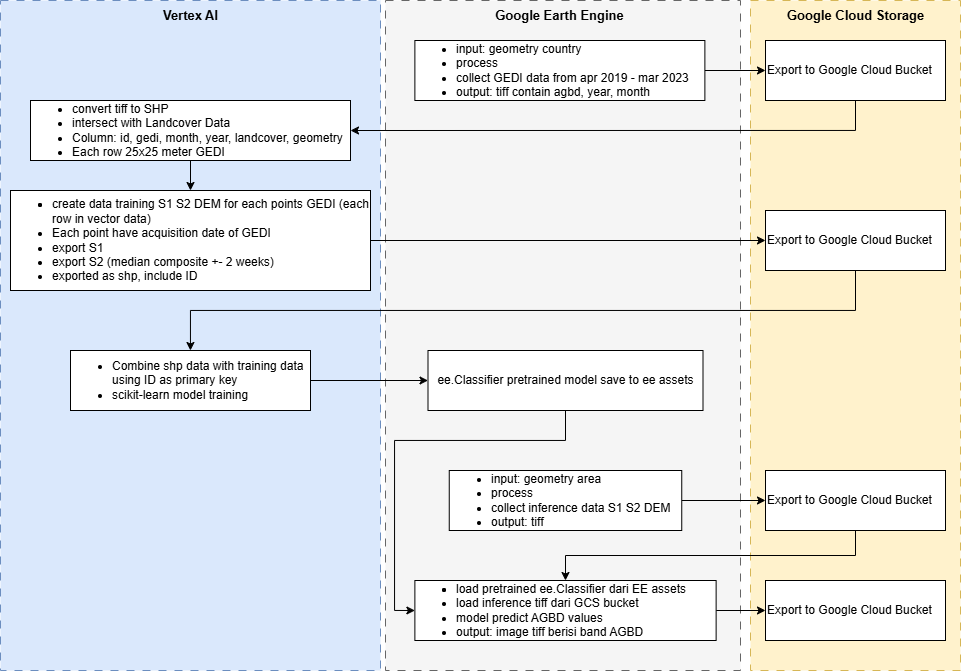 Vertex AI
Google Earth Engine
Google Cloud Storage
input: geometry country
process
collect GEDI data from apr 2019 - mar 2023
output: tiff contain agbd, year, month
Export to Google Cloud Bucket
convert tiff to SHP
intersect with Landcover Data
Column: id, gedi, month, year, landcover, geometry
Each row 25x25 meter GEDI
create data training S1 S2 DEM for each points GEDI (each
row in vector data)
Each point have acquisition date of GEDI
export S1
export S2 (median composite +- 2 weeks)
exported as shp, include ID
Export to Google Cloud Bucket
Combine shp data with training data
using ID as primary key
scikit-learn model training
ee.Classifier pretrained model save to ee assets
input: geometry area
process
collect inference data S1 S2 DEM
output: tiff
Export to Google Cloud Bucket
load pretrained ee.Classifier dari EE assets
load inference tiff dari GCS bucket
model predict AGBD values
output: image tiff berisi band AGBD
Export to Google Cloud Bucket